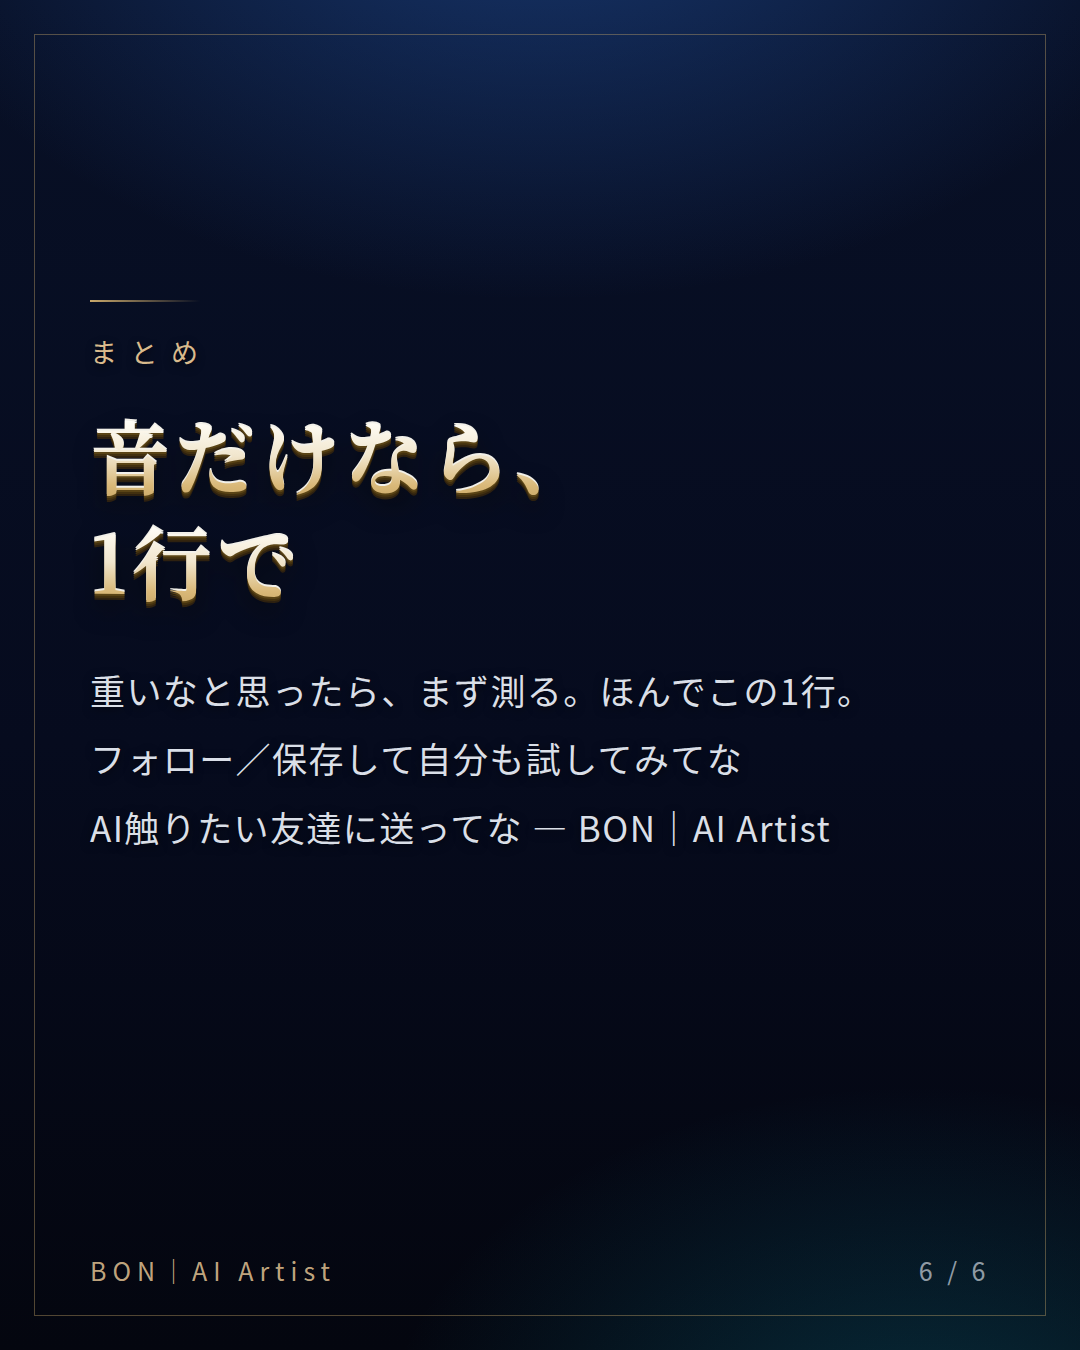 まとめ
音だけなら、
1行で
重いなと思ったら、まず測る。ほんでこの1行。
フォロー／保存して自分も試してみてな
AI触りたい友達に送ってな — BON｜AI Artist
BON｜AI Artist
6 / 6